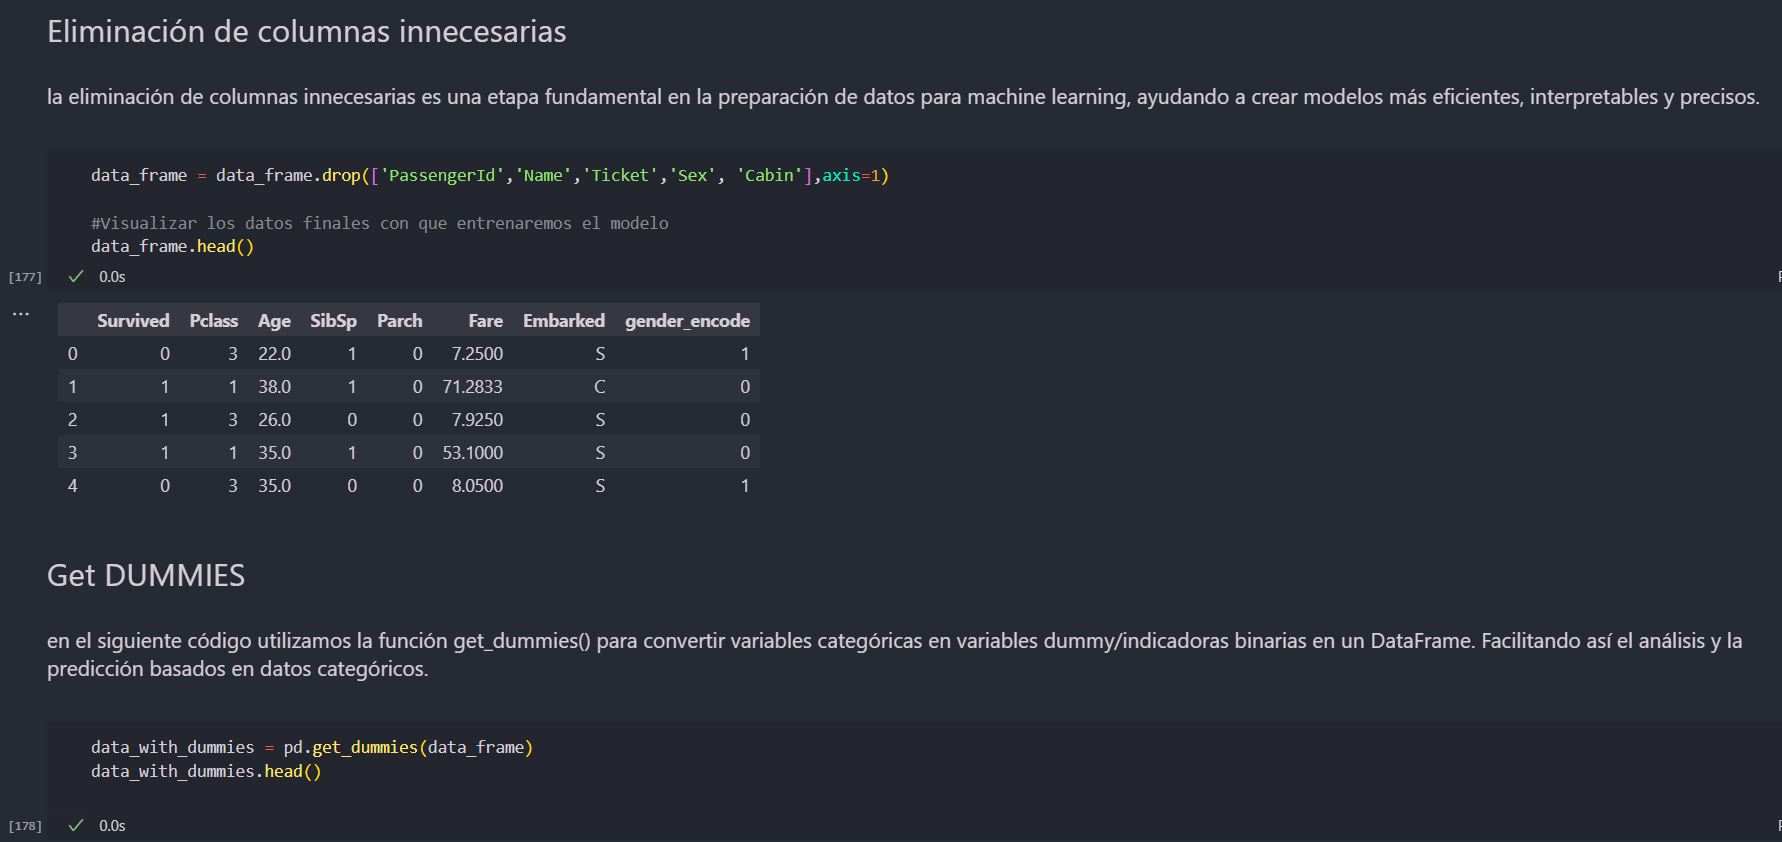 Eliminación de columnas innecesarias
la eliminación de columnas innecesarias es una etapa fundamental en la preparación de datos para machine learning, ayudando a crear modelos más eficientes, interpretables y precisos.
data_frame = data_frame.drop(['PassengerId','Name','Ticket','Sex', 'Cabin'],axis=1)
#Visualizar los datos finales con que entrenaremos el modelo
data_frame.head()
[177] ✓ 0.0s
... Survived Pclass Age SibSp Parch Fare Embarked gender_encode
0 0 3 22.0 1 0 7.2500 S 1
1 1 1 38.0 1 0 71.2833 C 0
2 1 3 26.0 0 0 7.9250 S 0
3 1 1 35.0 1 0 53.1000 S 0
4 0 3 35.0 0 0 8.0500 S 1
Get DUMMIES
en el siguiente código utilizamos la función get_dummies() para convertir variables categóricas en variables dummy/indicadoras binarias en un DataFrame. Facilitando así el análisis y la
predicción basados en datos categóricos.
data_with_dummies = pd.get_dummies(data_frame)
data_with_dummies.head()
[178] ✓ 0.0s